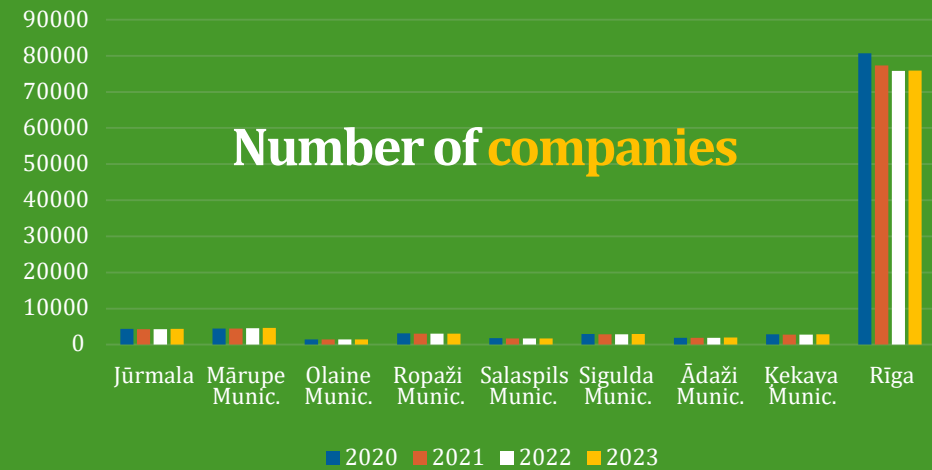 Number of companies
90000
80000
70000
60000
50000
40000
30000
20000
10000
0
Jūrmala
Mārupe Munic.
Olaine Munic.
Ropaži Munic.
Salaspils Munic.
Sigulda Munic.
Ādaži Munic.
Ķekava Munic.
Rīga
2020 2021 2022 2023